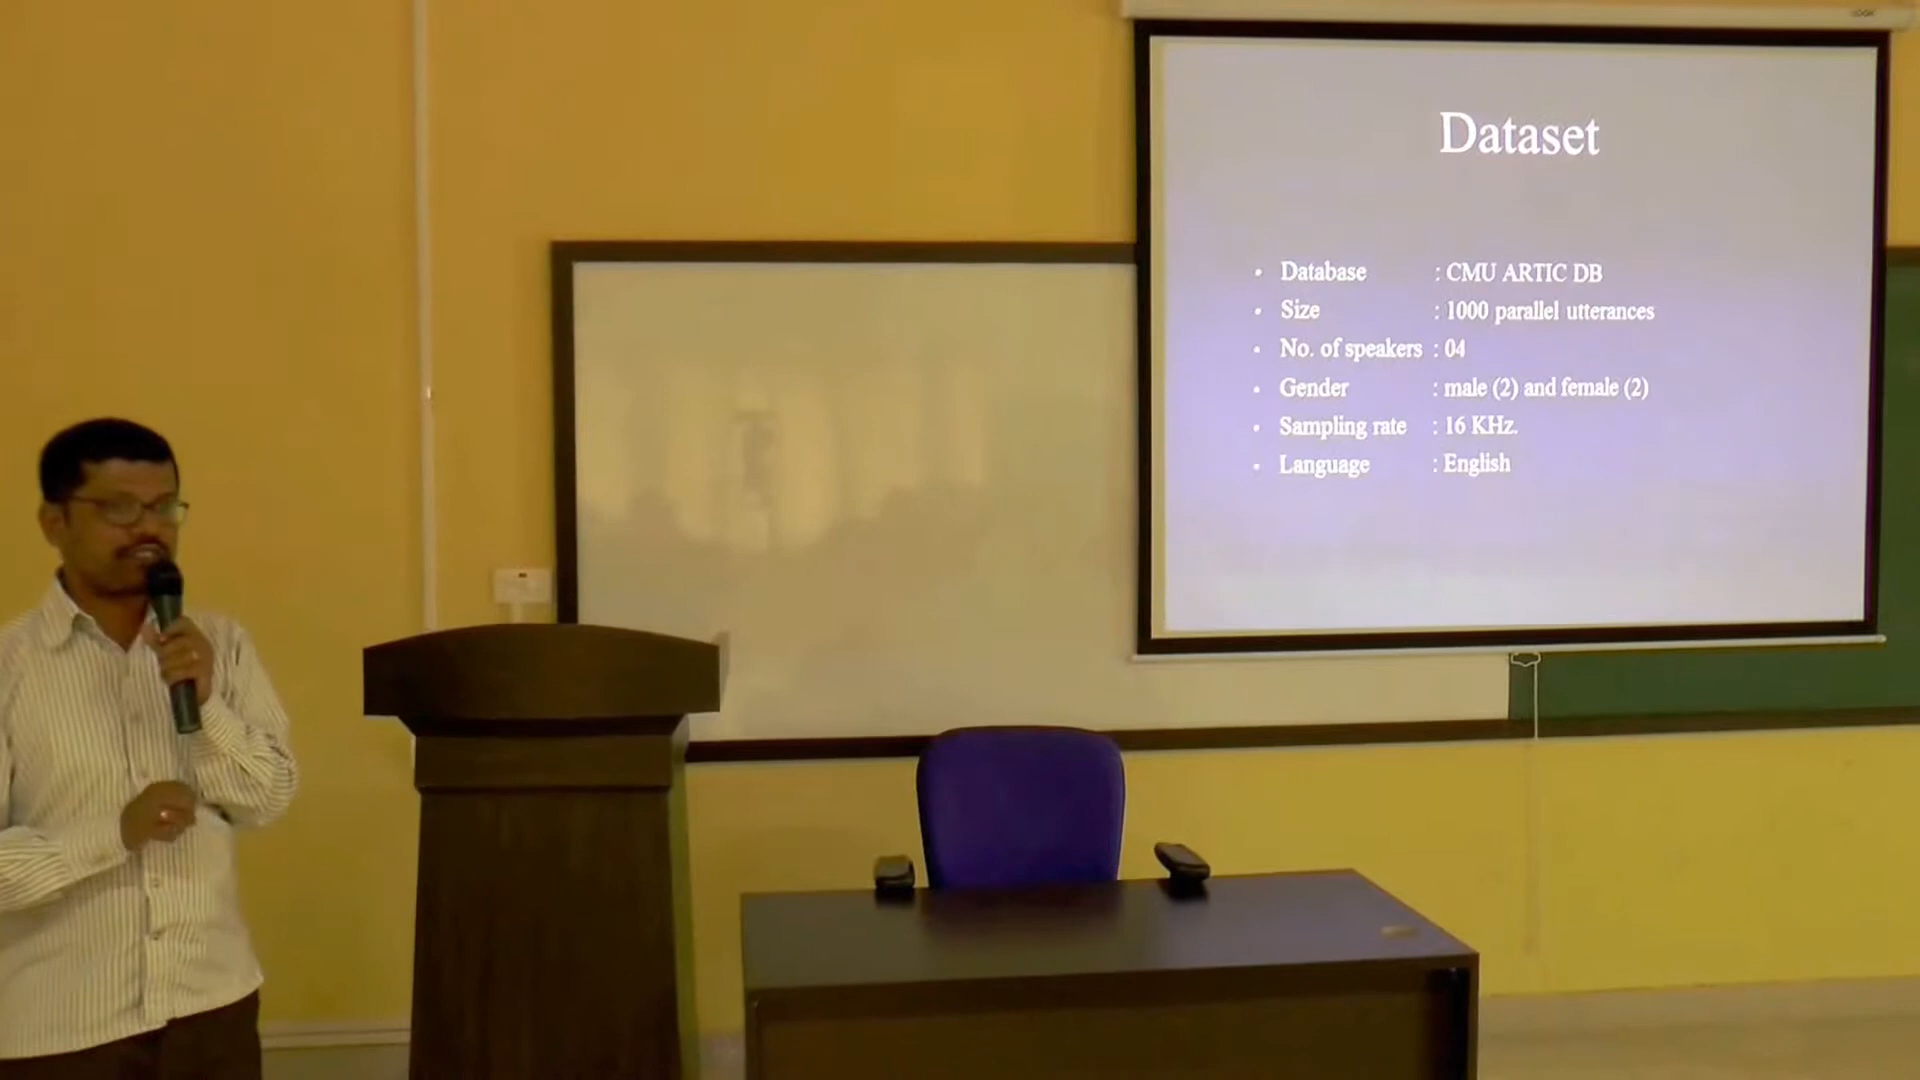 Dataset
• Database : CMU ARTIC DB
• Size : 1000 parallel utterances
• No. of speakers : 04
• Gender : male (2) and female (2)
• Sampling rate : 16 KHz.
• Language : English